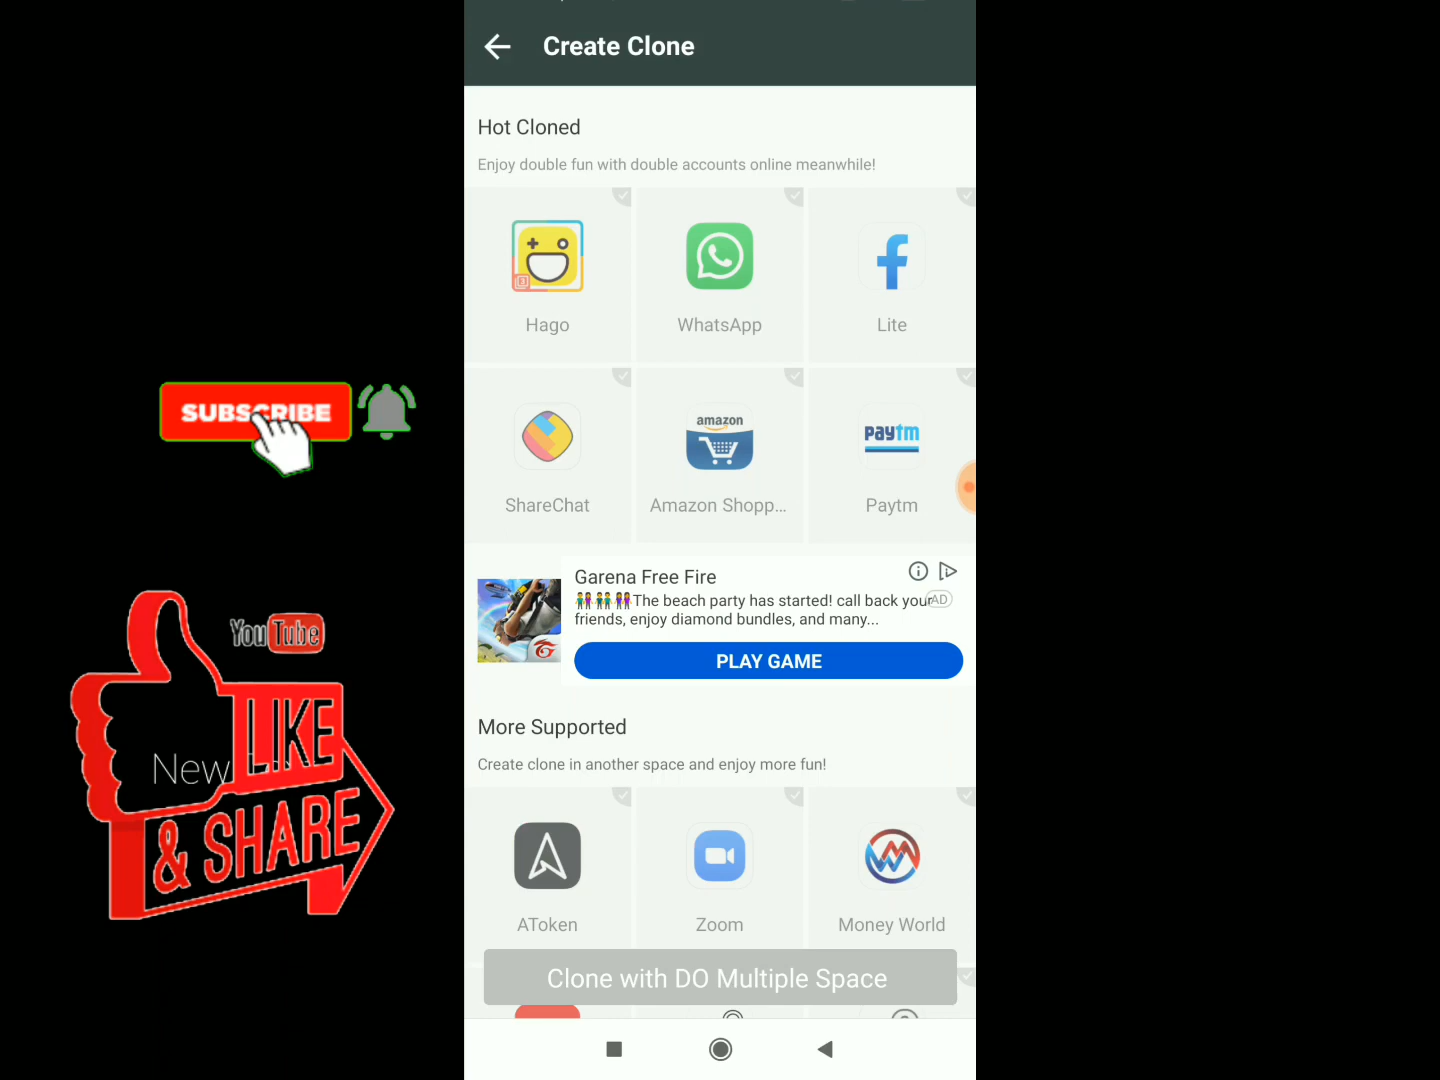 Create Clone
Hot Cloned
Enjoy double fun with double accounts online meanwhile!
Hago
WhatsApp
Lite
amazon
paytm
ShareChat
Amazon Shopp...
Paytm
Garena Free Fire
The beach party has started! call back your
AD
friends, enjoy diamond bundles, and many...
PLAY GAME
More Supported
Create clone in another space and enjoy more fun!
AToken
Zoom
Money World
Clone with DO Multiple Space
SUBSCRIBE
YouTube
LIKE
New
& SHARE